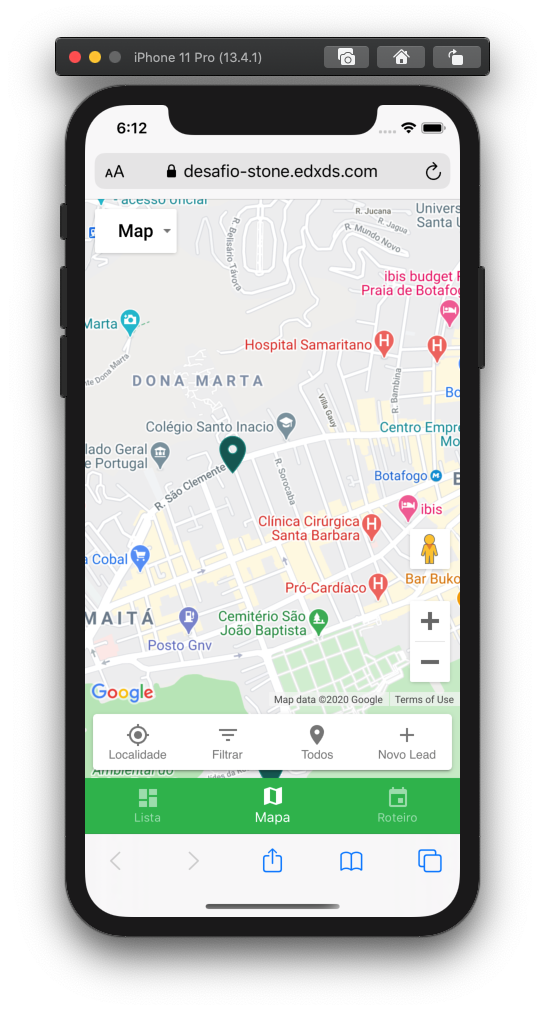 iPhone 11 Pro (13.4.1)
6:12
AA
desafio-stone.edxds.com
acesso oficial
Map
R. Jucana
R. Jagua
R. Mundo Novo
Univers
Santa U
R. Belisário Távora
ibis budget R
Praia de Botafog
Marta
Hospital Samaritano
H
H
nte Dona Marta
DONA MARTA
R. Bambina
Villa Gauy
Bo
Colégio Santo Inacio
Centro Empre
Mo
lado Geral
e Portugal
Botafogo
M
R. São Clemente
R. Sorocaba
ibis
Clínica Cirúrgica
Santa Barbara
H
a Cobal
Bar Buko
Pró-Cardíaco
H
MAITÁ
Cemitério São
João Baptista
Posto Gnv
+
−
Google
Map data ©2020 Google
Terms of Use
Localidade
Filtrar
Todos
Novo Lead
Ambiental do
Lista
Mapa
Roteiro